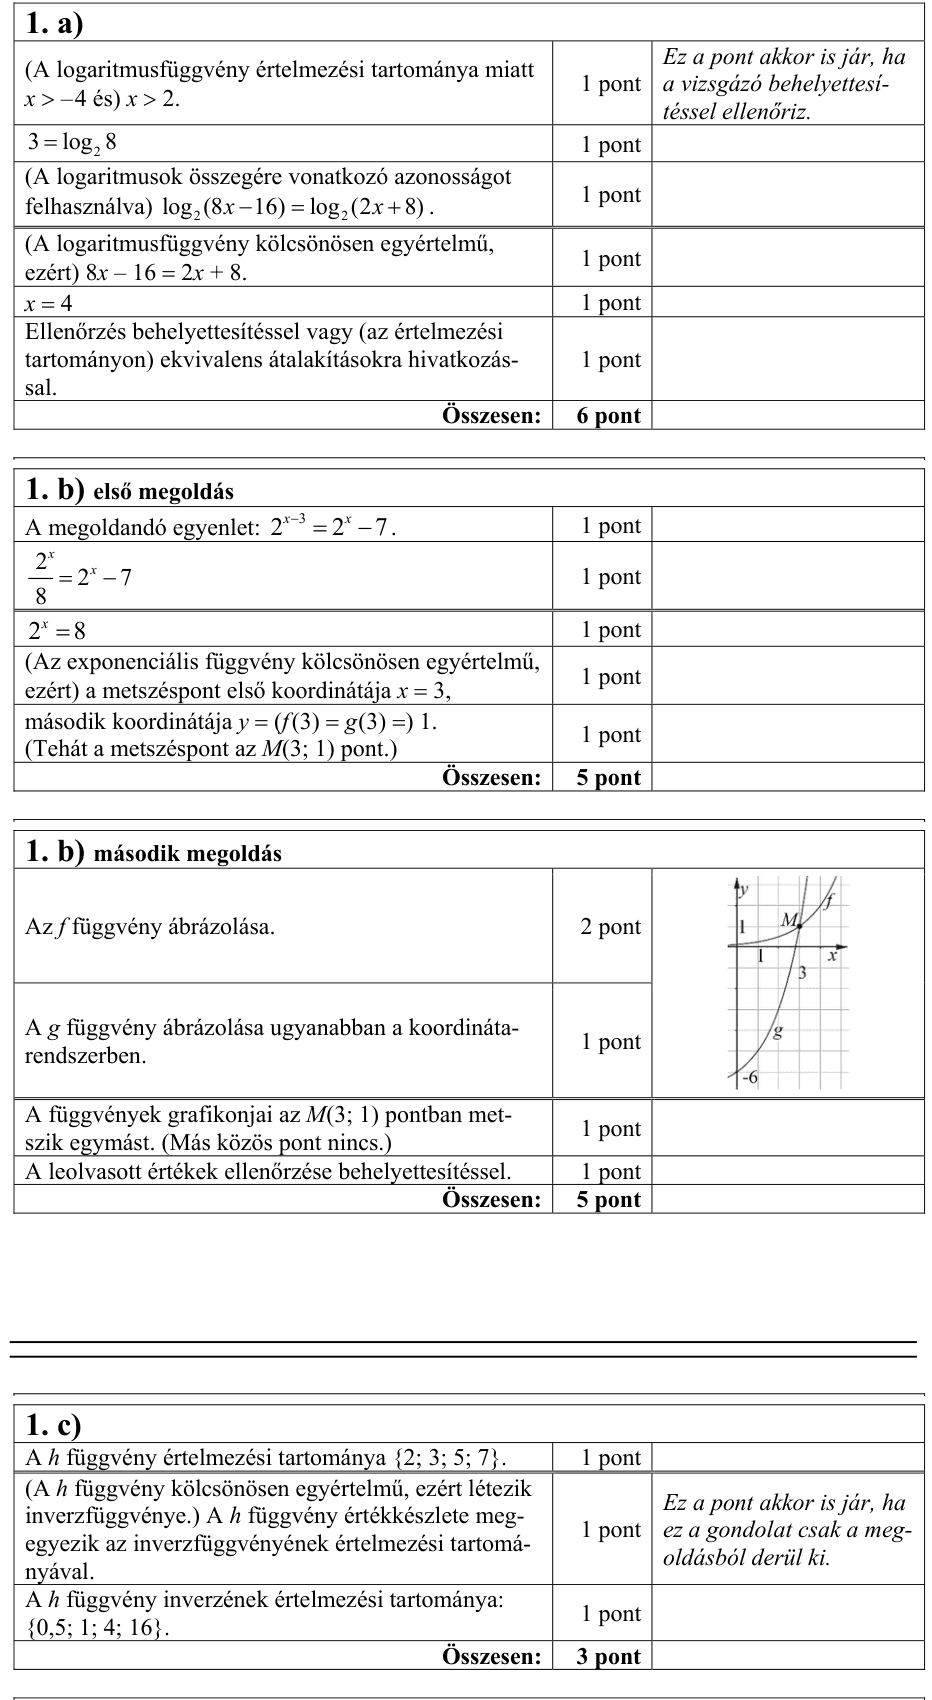 1. a)
(A logaritmusfüggvény értelmezési tartománya miatt
x > –4 és) x > 2.
1 pont
Ez a pont akkor is jár, ha
a vizsgázó behelyettesí-
téssel ellenőriz.
3 = log₂ 8
1 pont
(A logaritmusok összegére vonatkozó azonosságot
felhasználva) log₂(8x − 16) = log₂(2x + 8) .
1 pont
(A logaritmusfüggvény kölcsönösen egyértelmű,
ezért) 8x – 16 = 2x + 8.
1 pont
x = 4
1 pont
Ellenőrzés behelyettesítéssel vagy (az értelmezési
tartományon) ekvivalens átalakításokra hivatkozás-
sal.
1 pont
Összesen: 6 pont
1. b) első megoldás
A megoldandó egyenlet: 2ˣ⁻³ = 2ˣ − 7 .
1 pont
2ˣ/8 = 2ˣ − 7
1 pont
2ˣ = 8
1 pont
(Az exponenciális függvény kölcsönösen egyértelmű,
ezért) a metszéspont első koordinátája x = 3,
1 pont
második koordinátája y = (f(3) = g(3) =) 1.
(Tehát a metszéspont az M(3; 1) pont.)
1 pont
Összesen: 5 pont
1. b) második megoldás
Az f függvény ábrázolása.
2 pont
y
f
M
1
1
x
3
g
-6
A g függvény ábrázolása ugyanabban a koordináta-
rendszerben.
1 pont
A függvények grafikonjai az M(3; 1) pontban met-
szik egymást. (Más közös pont nincs.)
1 pont
A leolvasott értékek ellenőrzése behelyettesítéssel.
1 pont
Összesen: 5 pont
1. c)
A h függvény értelmezési tartománya {2; 3; 5; 7}.
1 pont
(A h függvény kölcsönösen egyértelmű, ezért létezik
inverzfüggvénye.) A h függvény értékkészlete meg-
egyezik az inverzfüggvényének értelmezési tartomá-
nyával.
1 pont
Ez a pont akkor is jár, ha
ez a gondolat csak a meg-
oldásból derül ki.
A h függvény inverzének értelmezési tartománya:
{0,5; 1; 4; 16}.
1 pont
Összesen: 3 pont